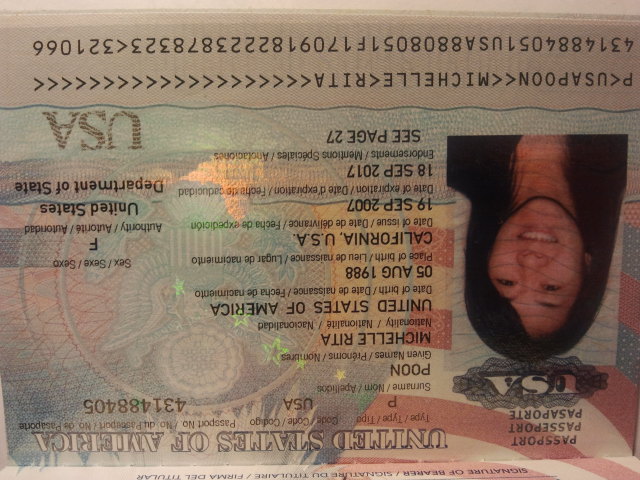 SIGNATURE OF BEARER / SIGNATURE DU TITULAIRE / FIRMA DEL TITULAR
PASSPORT
PASSEPORT
PASAPORTE
USA
UNITED STATES OF AMERICA
Type / Type / Tipo Code / Code / Codigo Passport No. / No. du Passeport / No. de Pasaporte
P USA 431488405
Surname / Nom / Apellidos
POON
Given Names / Prénoms / Nombres
MICHELLE RITA
Nationality / Nationalité / Nacionalidad
UNITED STATES OF AMERICA
Date of birth / Date de naissance / Fecha de nacimiento
05 AUG 1988
Place of birth / Lieu de naissance / Lugar de nacimiento
CALIFORNIA, U.S.A.
Sex / Sexe / Sexo
F
Date of issue / Date de délivrance / Fecha de expedición
19 SEP 2007
Authority / Autorité / Autoridad
United States
Department of State
Date of expiration / Date d'expiration / Fecha de caducidad
18 SEP 2017
Endorsements / Mentions Spéciales / Anotaciones
SEE PAGE 27
USA
P<USAPOON<<MICHELLE<RITA<<<<<<<<<<<<<<<<<<<<
4314884051USA8808051F1709182223878323<321066